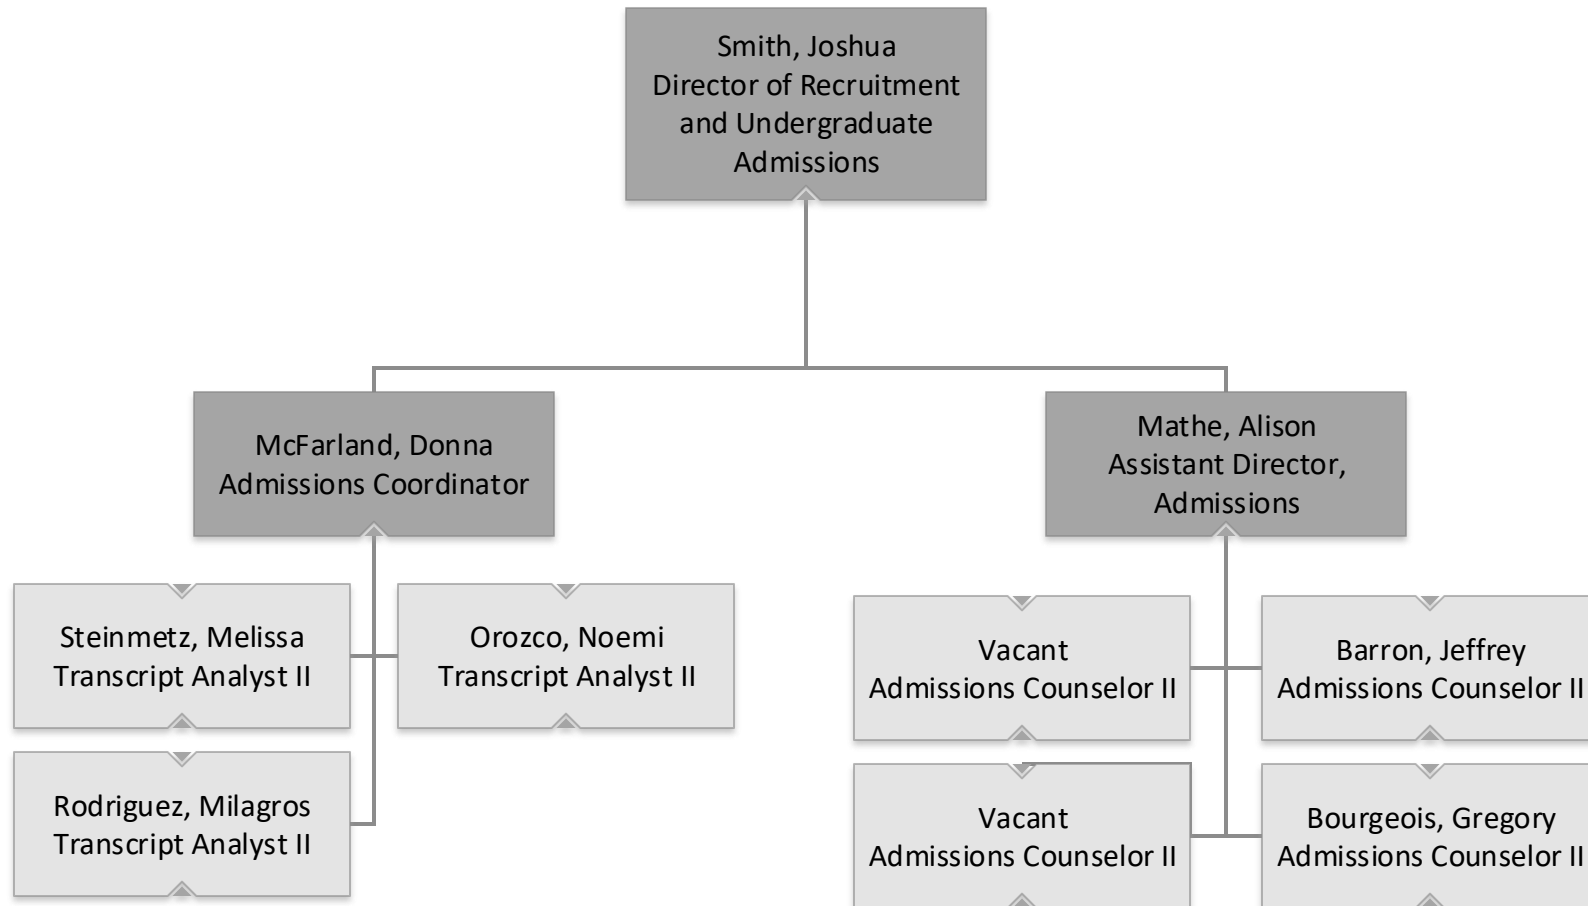 Smith, Joshua
Director of Recruitment
and Undergraduate
Admissions
McFarland, Donna
Admissions Coordinator
Mathe, Alison
Assistant Director,
Admissions
Steinmetz, Melissa
Transcript Analyst II
Orozco, Noemi
Transcript Analyst II
Rodriguez, Milagros
Transcript Analyst II
Vacant
Admissions Counselor II
Barron, Jeffrey
Admissions Counselor II
Vacant
Admissions Counselor II
Bourgeois, Gregory
Admissions Counselor II